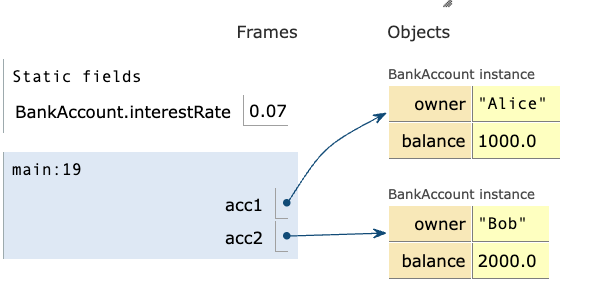 Frames
Objects
Static fields
BankAccount.interestRate 0.07
main:19
acc1
acc2
BankAccount instance
owner "Alice"
balance 1000.0
BankAccount instance
owner "Bob"
balance 2000.0